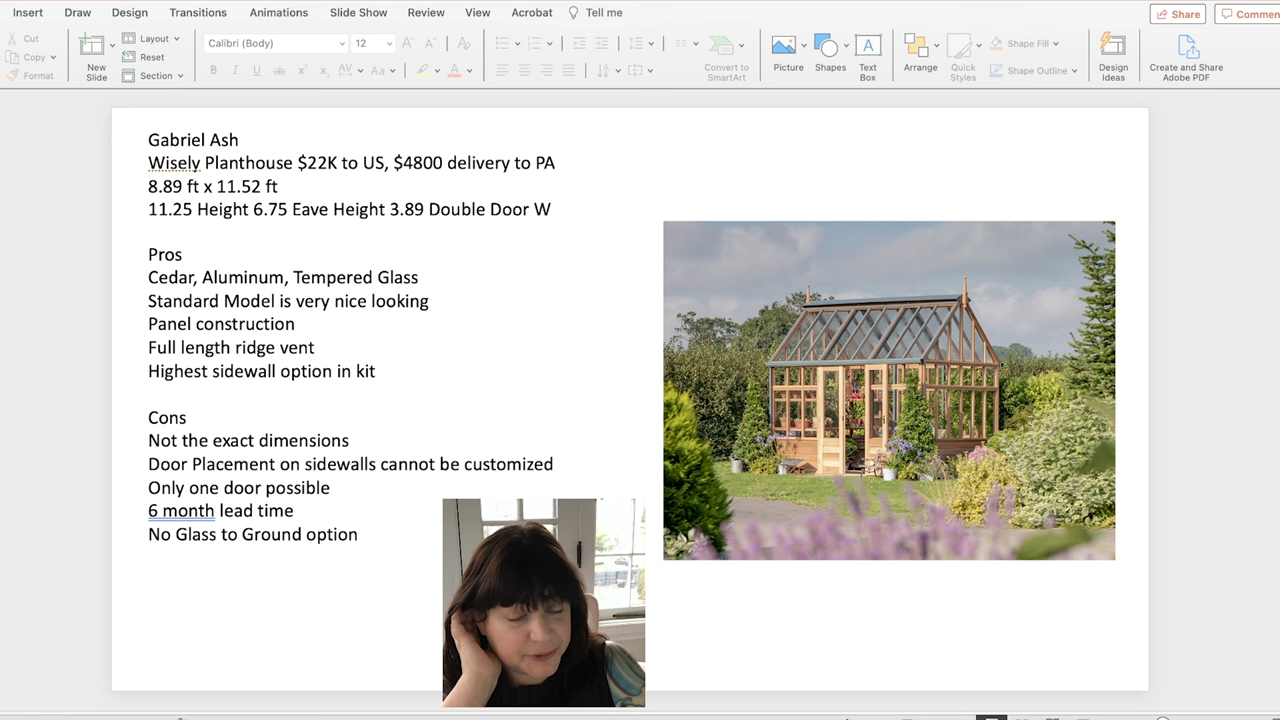 Insert Draw Design Transitions Animations Slide Show Review View Acrobat Tell me
Share
Commen
Cut
Copy
Format
New Slide
Layout
Reset
Section
Calibri (Body) 12
Convert to SmartArt
Picture
Shapes
Text Box
Arrange
Quick Styles
Shape Fill
Shape Outline
Design Ideas
Create and Share Adobe PDF
Gabriel Ash
Wisely Planthouse $22K to US, $4800 delivery to PA
8.89 ft x 11.52 ft
11.25 Height 6.75 Eave Height 3.89 Double Door W
Pros
Cedar, Aluminum, Tempered Glass
Standard Model is very nice looking
Panel construction
Full length ridge vent
Highest sidewall option in kit
Cons
Not the exact dimensions
Door Placement on sidewalls cannot be customized
Only one door possible
6 month lead time
No Glass to Ground option